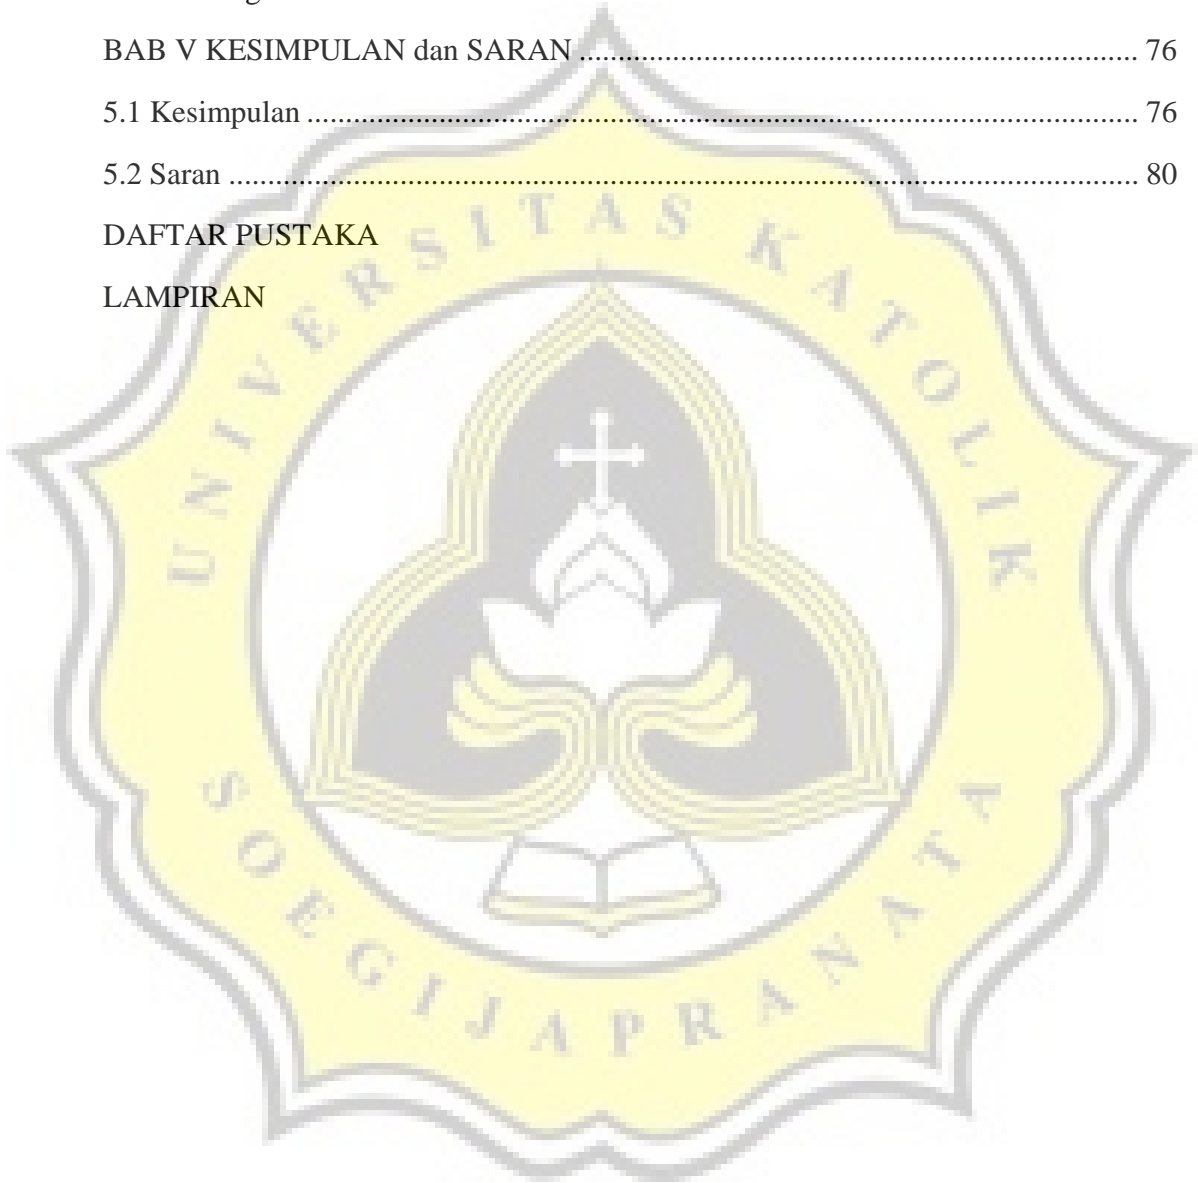 BAB V KESIMPULAN dan SARAN ........................................................................ 76
5.1 Kesimpulan ........................................................................................................... 76
5.2 Saran ..................................................................................................................... 80
DAFTAR PUSTAKA
LAMPIRAN
UNIVERSITAS KATOLIK
SOEGIJAPRANATA